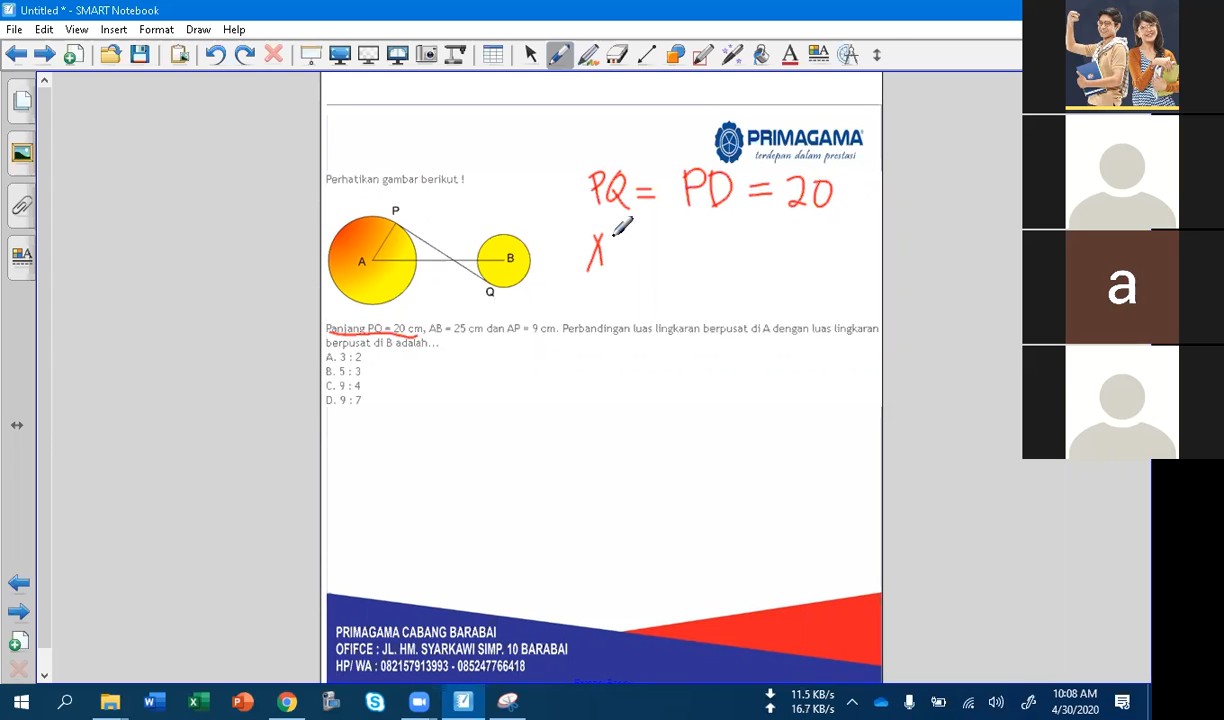 Untitled * - SMART Notebook
File Edit View Insert Format Draw Help
PRIMAGAMA
terdepan dalam prestasi
Perhatikan gambar berikut !
P
A
B
Q
PQ = PD = 20
Panjang PQ = 20 cm, AB = 25 cm dan AP = 9 cm. Perbandingan luas lingkaran berpusat di A dengan luas lingkaran
berpusat di B adalah...
A. 3 : 2
B. 5 : 3
C. 9 : 4
D. 9 : 7
PRIMAGAMA CABANG BARABAI
OFIFCE : JL. HM. SYARKAWI SIMP. 10 BARABAI
HP/ WA : 082157913993 - 085247766418
a
11.5 KB/s
16.7 KB/s
10:08 AM
4/30/2020